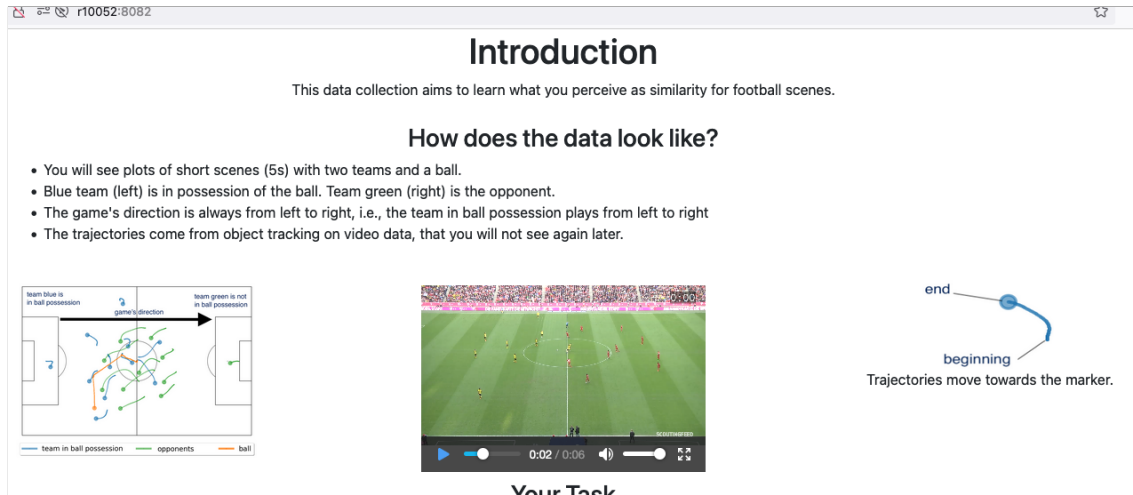 r10052:8082
Introduction
This data collection aims to learn what you perceive as similarity for football scenes.
How does the data look like?
You will see plots of short scenes (5s) with two teams and a ball.
Blue team (left) is in possession of the ball. Team green (right) is the opponent.
The game's direction is always from left to right, i.e., the team in ball possession plays from left to right
The trajectories come from object tracking on video data, that you will not see again later.
team blue is
in ball possession
team green is not
in ball possession
game's direction
team in ball possession
opponents
ball
0:00
0:02 / 0:06
end
beginning
Trajectories move towards the marker.
Your Task